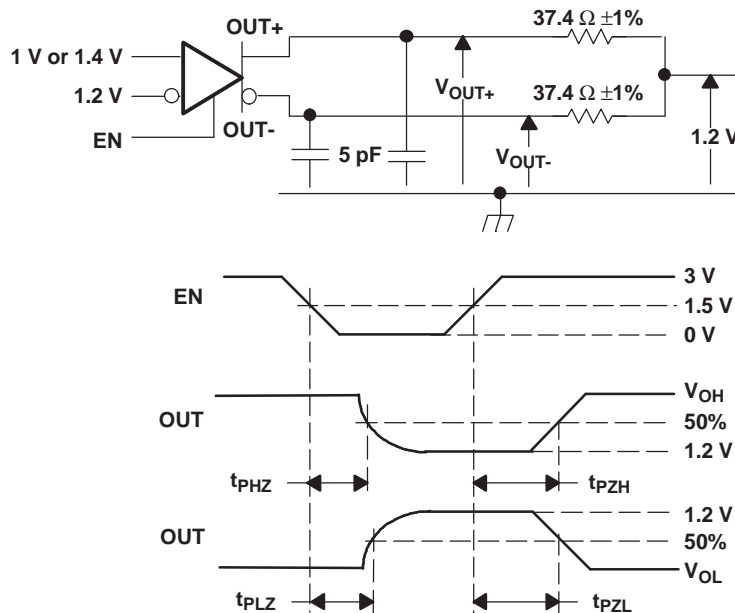 OUT+
37.4 Ω ±1%
1 V or 1.4 V
V_OUT+
37.4 Ω ±1%
1.2 V
OUT-
EN
5 pF
V_OUT-
1.2 V
EN
3 V
1.5 V
0 V
OUT
V_OH
50%
1.2 V
t_PHZ
t_PZH
OUT
1.2 V
50%
V_OL
t_PLZ
t_PZL